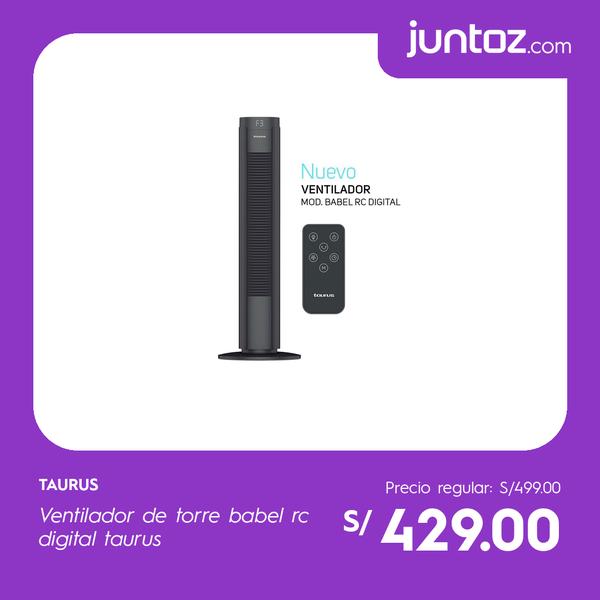 juntoz.com
F3
Nuevo
VENTILADOR
MOD. BABEL RC DIGITAL
M
taurus
TAURUS
Ventilador de torre babel rc
digital taurus
Precio regular: S/499.00
S/ 429.00